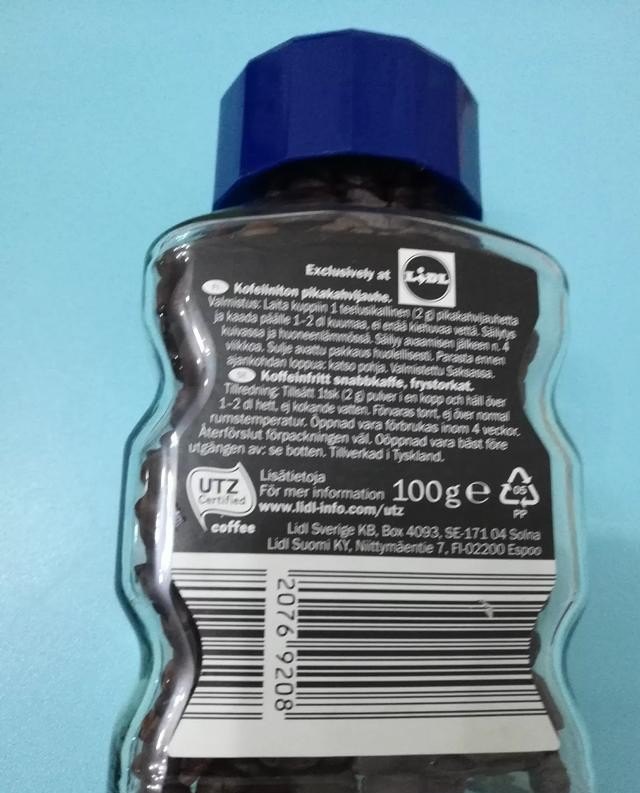 Exclusively at LIDL
FI Kofeiiniton pikakahvijauhe.
Valmistus: Laita kuppiin 1 teelusikallinen (2 g) pikakahvijauhetta
ja kaada päälle 1-2 dl kuumaa, ei enää kiehuvaa vettä. Säilytys
kuivassa ja huoneenlämmössä. Säilyy avaamisen jälkeen n. 4
viikkoa. Sulje avattu pakkaus huolellisesti. Parasta ennen
ajankohdan loppua: katso pohja. Valmistettu Saksassa.
SE Koffeinfritt snabbkaffe, frystorkat.
Tillredning: Tillsätt 1tsk (2 g) pulver i en kopp och häll över
1-2 dl hett, ej kokande vatten. Förvaras torrt, ej över normal
rumstemperatur. Öppnad vara förbrukas inom 4 veckor.
Återförslut förpackningen väl. Oöppnad vara bäst före
utgången av: se botten. Tillverkad i Tyskland.
UTZ
Certified
coffee
Lisätietoja
För mer information
www.lidl-info.com/utz
100 g e
05
PP
Lidl Sverige KB, Box 4093, SE-171 04 Solna
Lidl Suomi KY, Niittymäentie 7, FI-02200 Espoo
2076 9208